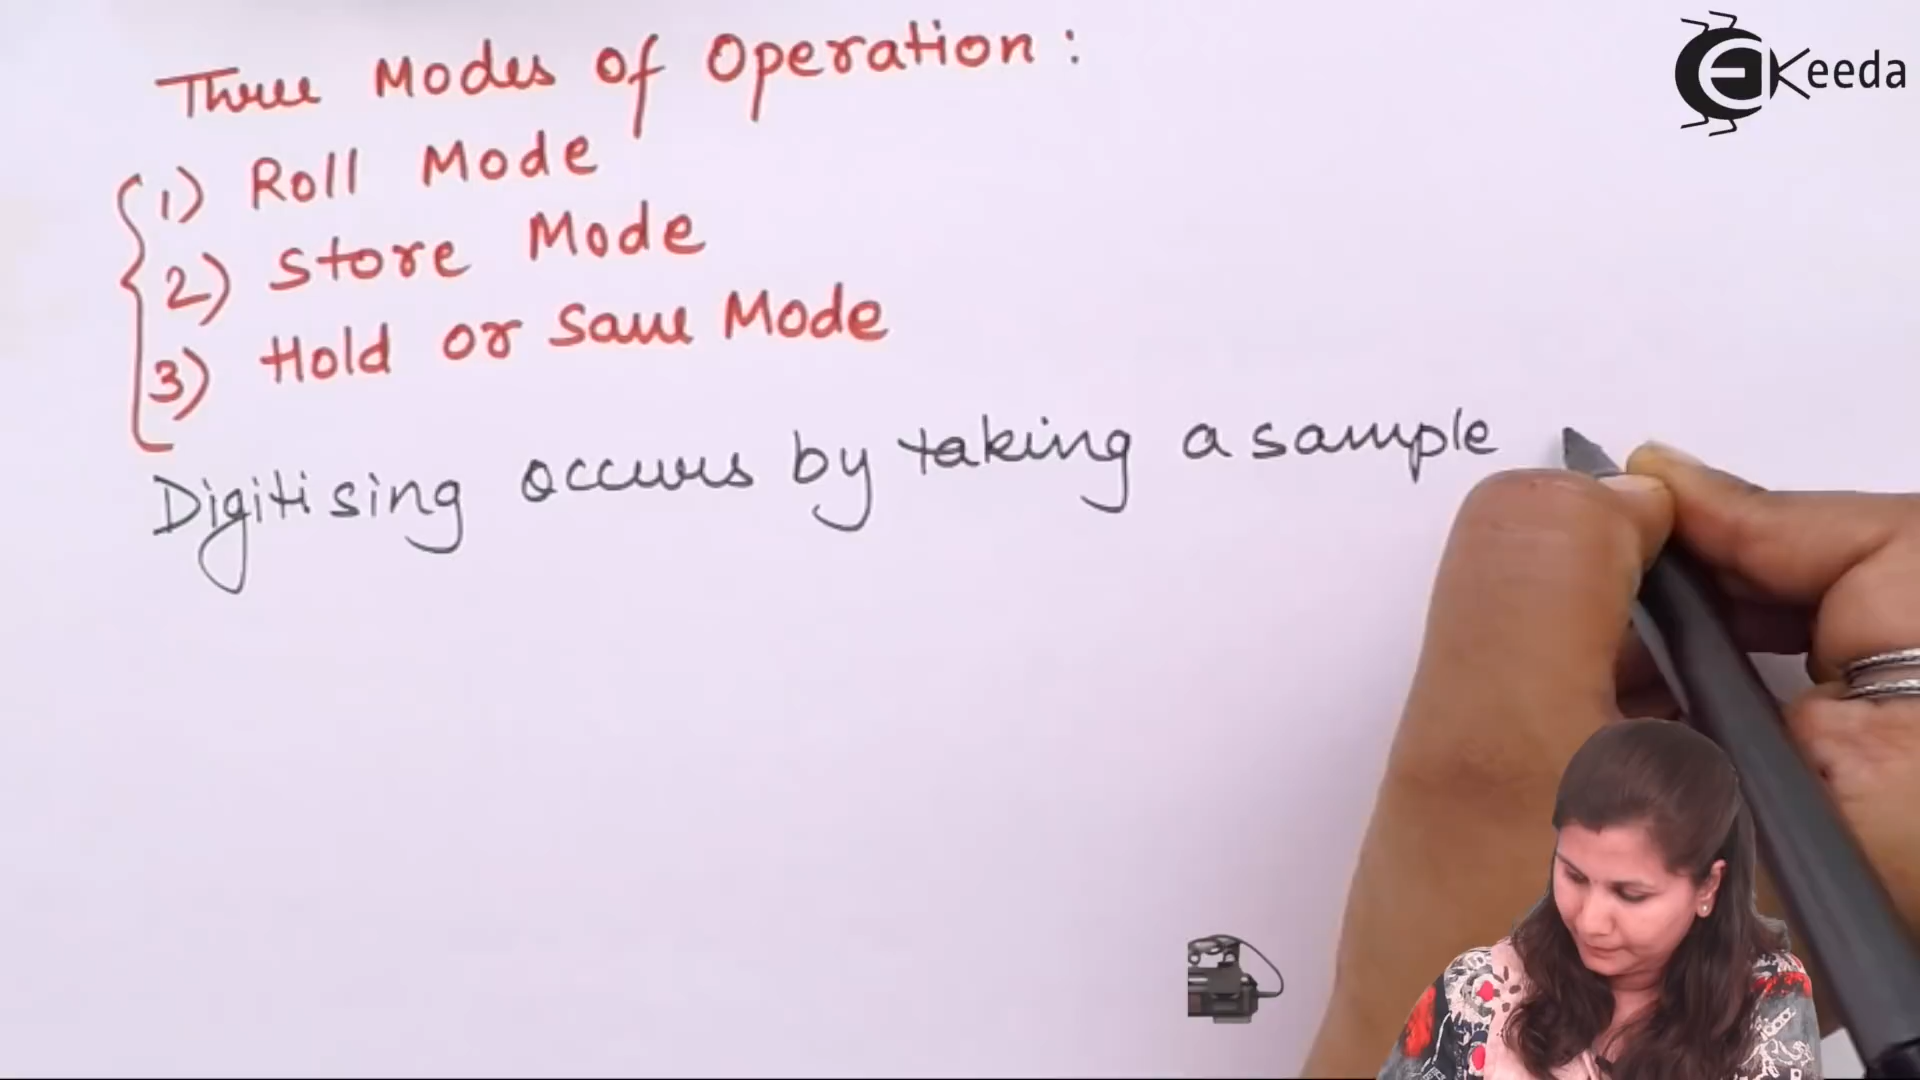 Three Modes of Operation:
1) Roll Mode
2) Store Mode
3) Hold or Save Mode
Digitising occurs by taking a sample
EKeeda